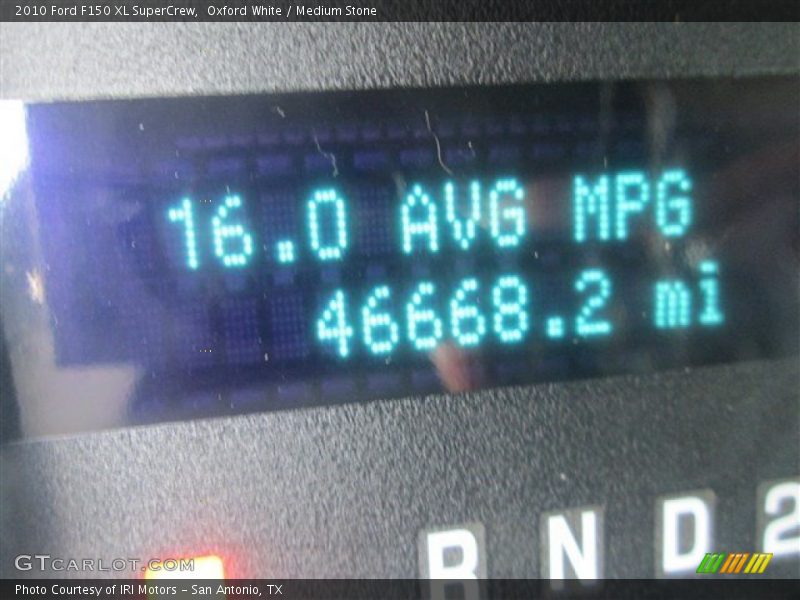 2010 Ford F150 XL SuperCrew, Oxford White / Medium Stone
16.0 AVG MPG
46668.2 mi
R N D 2
GTCARLOT.COM
Photo Courtesy of IRI Motors - San Antonio, TX